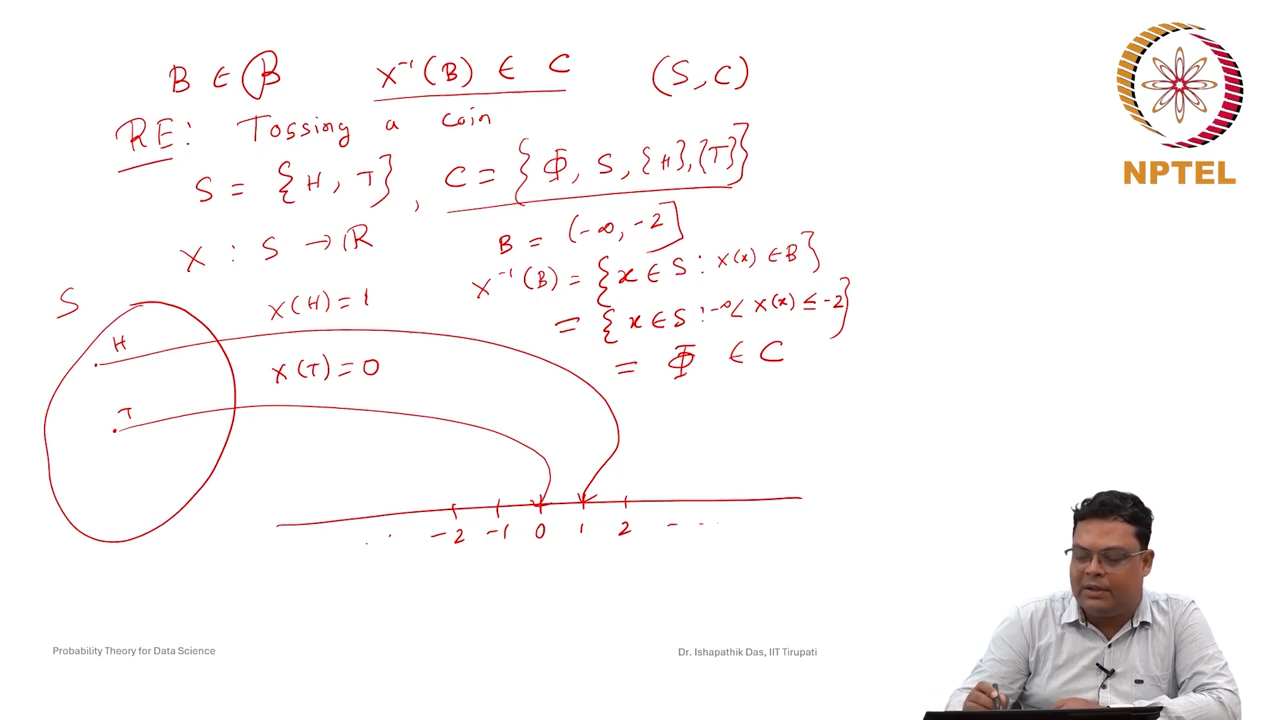 B ∈ 𝓑 X⁻¹(B) ∈ C (S, C)
RE: Tossing a coin
S = {H, T}, C = {Φ, S, {H}, {T}}
X : S → ℝ
B = (-∞, -2]
X⁻¹(B) = {x ∈ S : X(x) ∈ B}
= {x ∈ S : -∞ < X(x) ≤ -2}
= Φ ∈ C
S
X(H) = 1
H
X(T) = 0
T
.. -2 -1 0 1 2 - ..
NPTEL
Probability Theory for Data Science
Dr. Ishapathik Das, IIT Tirupati